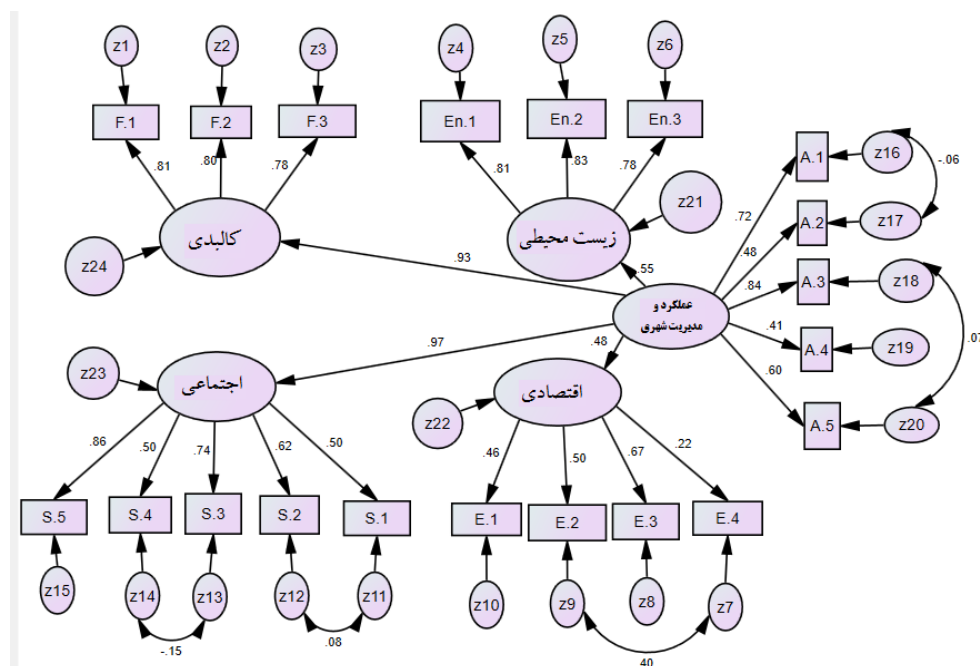 z1
z2
z3
z4
z5
z6
F.1
F.2
F.3
En.1
En.2
En.3
.81
.80
.78
.81
.83
.78
A.1
z16
-.06
A.2
z17
.72
.48
z21
z24
کالبدی
زیست محیطی
.93
.55
.84
A.3
z18
عملکرد و
مدیریت شهری
.41
A.4
z19
.07
.97
.48
.60
z23
اجتماعی
اقتصادی
z22
A.5
z20
.86
.50
.74
.62
.50
.46
.50
.67
.22
S.5
S.4
S.3
S.2
S.1
E.1
E.2
E.3
E.4
z15
z14
z13
z12
z11
z10
z9
z8
z7
-.15
.08
.40